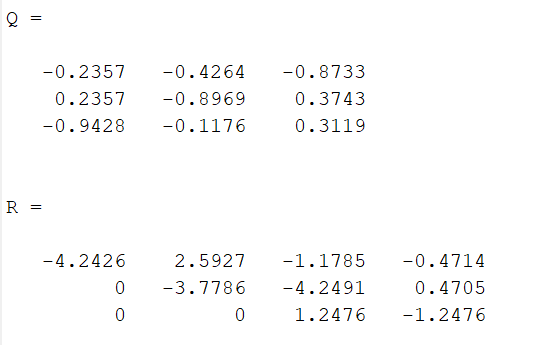 Q =
-0.2357 -0.4264 -0.8733
0.2357 -0.8969 0.3743
-0.9428 -0.1176 0.3119
R =
-4.2426 2.5927 -1.1785 -0.4714
0 -3.7786 -4.2491 0.4705
0 0 1.2476 -1.2476